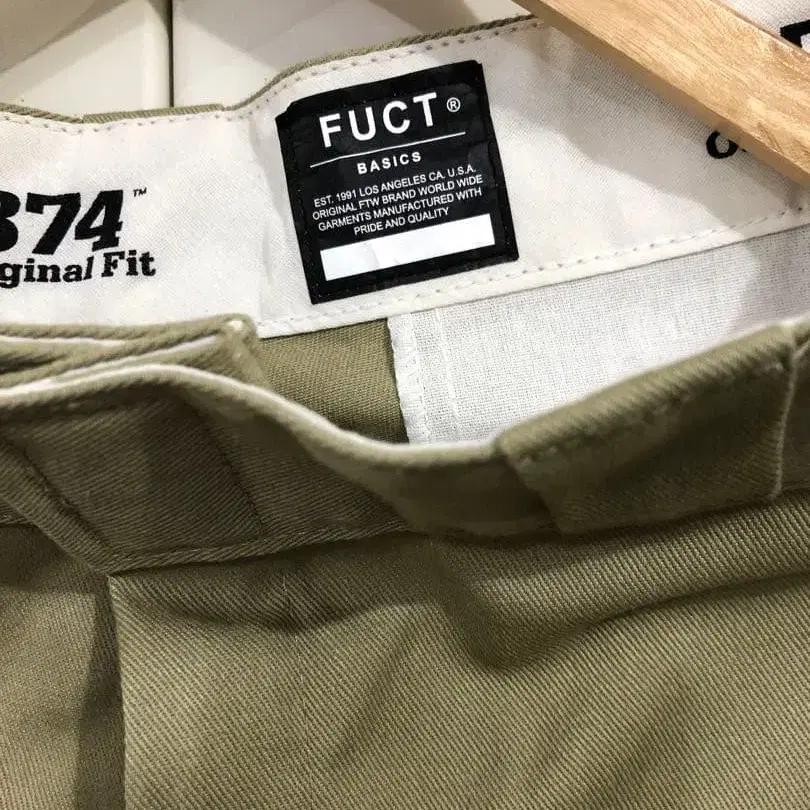 FUCT®
BASICS
EST. 1991 LOS ANGELES CA. U.S.A.
ORIGINAL FTW BRAND WORLD WIDE
GARMENTS MANUFACTURED WITH
PRIDE AND QUALITY
874™
Original Fit